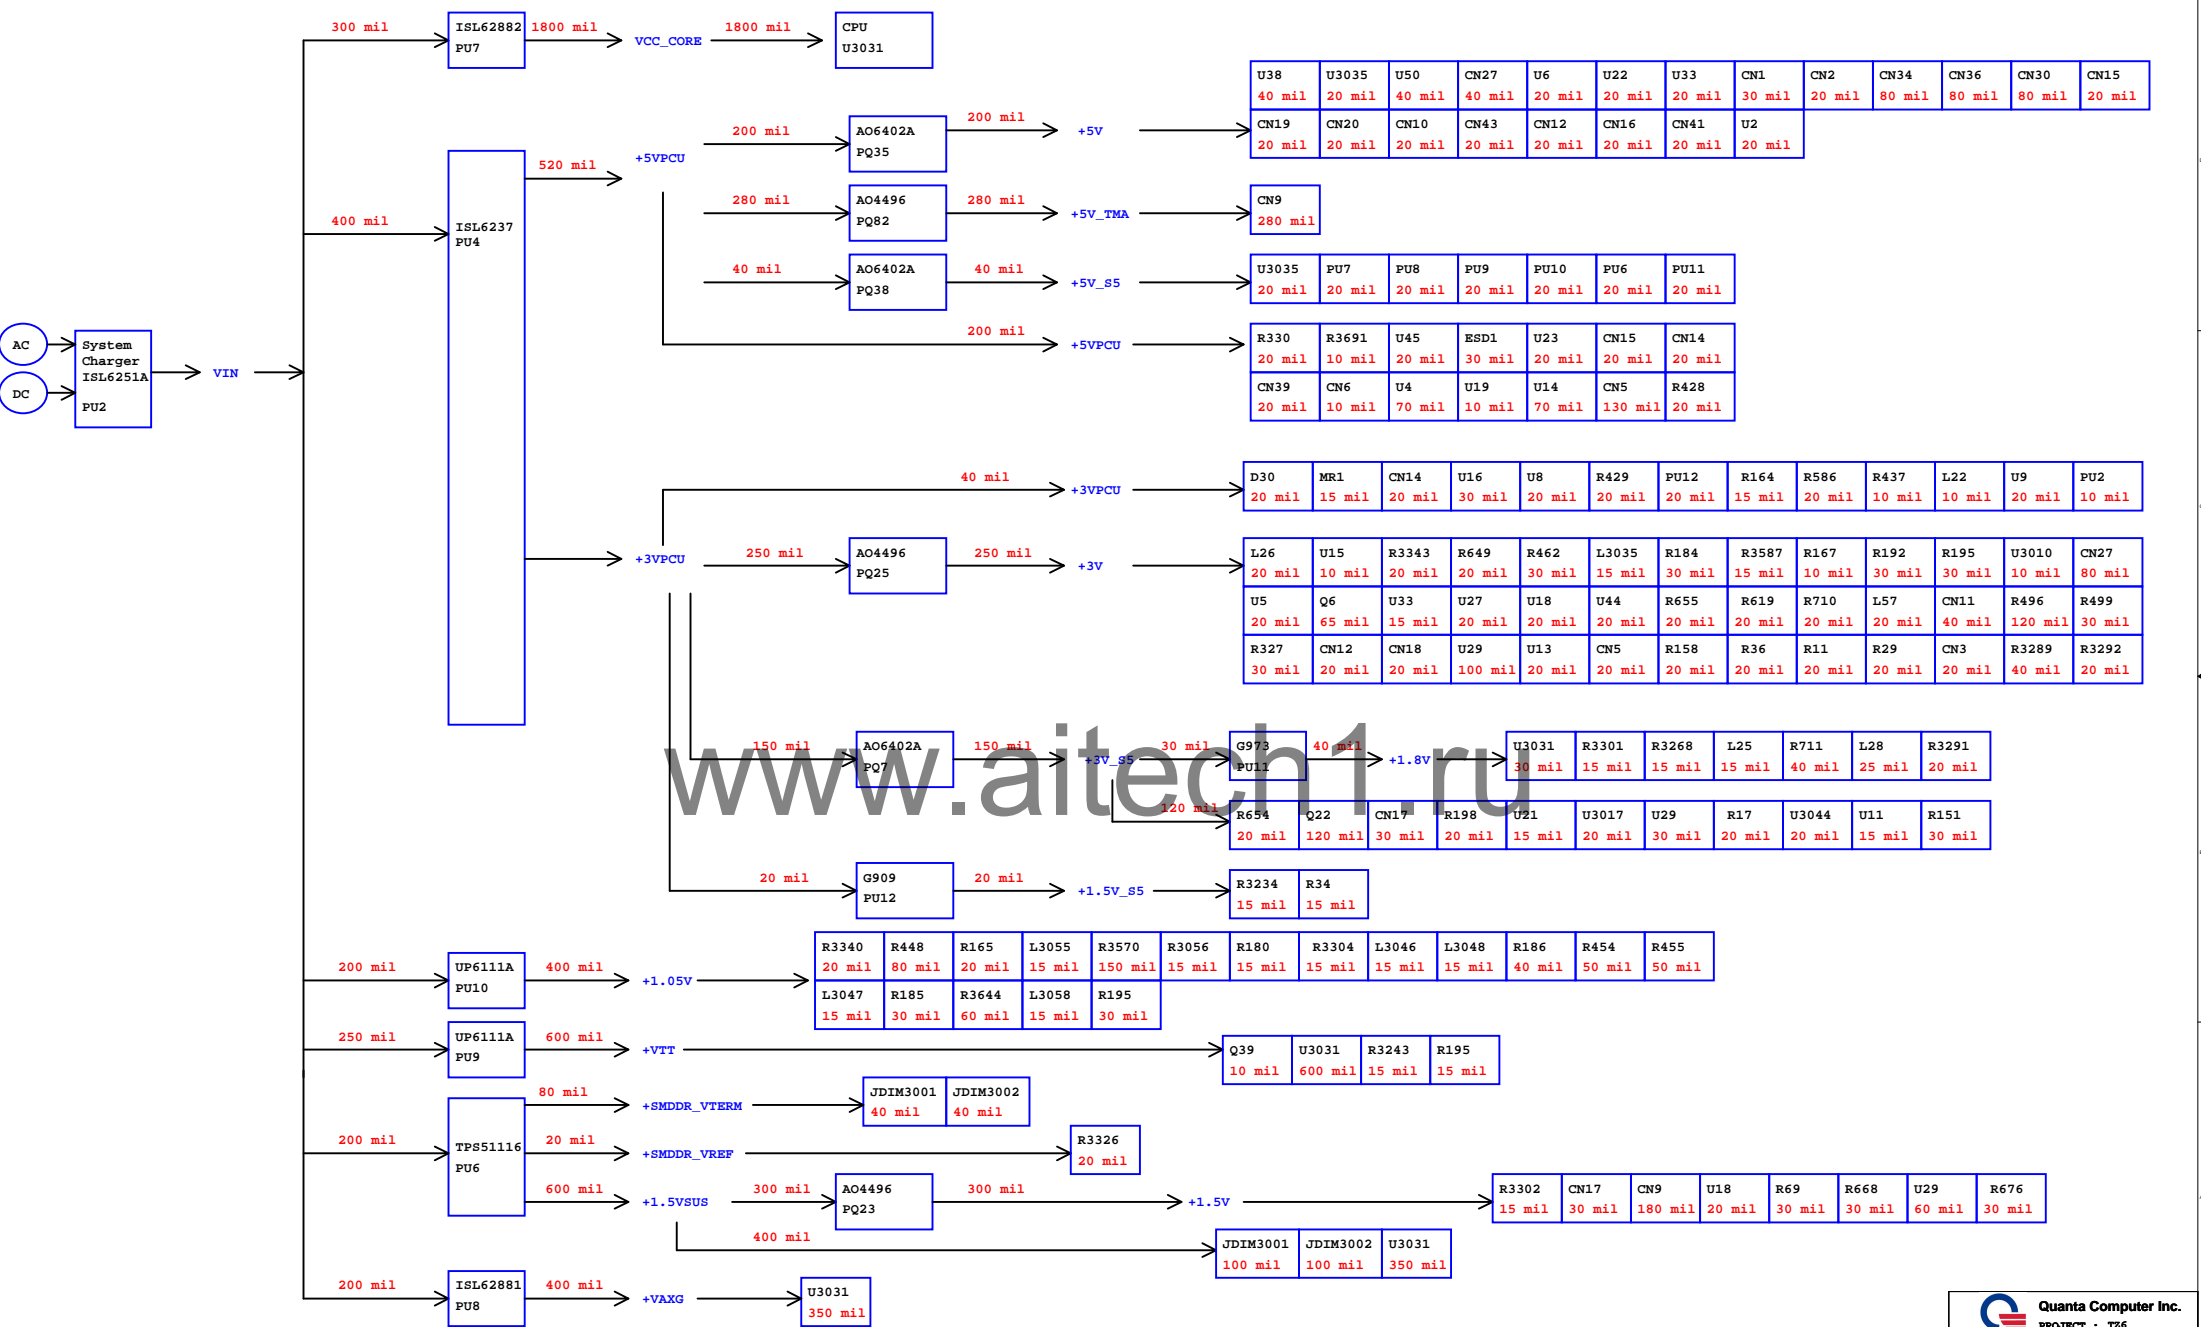 300 mil
ISL62882
PU7
1800 mil
VCC_CORE
1800 mil
CPU
U3031
U38 U3035 U50 CN27 U6 U22 U33 CN1 CN2 CN34 CN36 CN30 CN15
40 mil 20 mil 40 mil 40 mil 20 mil 20 mil 20 mil 30 mil 20 mil 80 mil 80 mil 80 mil 20 mil
CN19 CN20 CN10 CN43 CN12 CN16 CN41 U2
20 mil 20 mil 20 mil 20 mil 20 mil 20 mil 20 mil 20 mil
400 mil
ISL6237
PU4
520 mil
+5VPCU
200 mil
AO6402A
PQ35
200 mil
+5V
280 mil
AO4496
PQ82
280 mil
+5V_TMA
CN9
280 mil
40 mil
AO6402A
PQ38
40 mil
+5V_S5
U3035 PU7 PU8 PU9 PU10 PU6 PU11
20 mil 20 mil 20 mil 20 mil 20 mil 20 mil 20 mil
200 mil
+5VPCU
R330 R3691 U45 ESD1 U23 CN15 CN14
20 mil 10 mil 20 mil 30 mil 20 mil 20 mil 20 mil
CN39 CN6 U4 U19 U14 CN5 R428
20 mil 10 mil 70 mil 10 mil 70 mil 130 mil 20 mil
AC
DC
System
Charger
ISL6251A
PU2
VIN
40 mil
+3VPCU
D30 MR1 CN14 U16 U8 R429 PU12 R164 R586 R437 L22 U9 PU2
20 mil 15 mil 20 mil 30 mil 20 mil 20 mil 20 mil 15 mil 20 mil 10 mil 10 mil 20 mil 10 mil
+3VPCU
250 mil
AO4496
PQ25
250 mil
+3V
L26 U15 R3343 R649 R462 L3035 R184 R3587 R167 R192 R195 U3010 CN27
20 mil 10 mil 20 mil 20 mil 30 mil 15 mil 30 mil 15 mil 10 mil 30 mil 30 mil 10 mil 80 mil
U5 Q6 U33 U27 U18 U44 R655 R619 R710 L57 CN11 R496 R499
20 mil 65 mil 15 mil 20 mil 20 mil 20 mil 20 mil 20 mil 20 mil 20 mil 40 mil 120 mil 30 mil
R327 CN12 CN18 U29 U13 CN5 R158 R36 R11 R29 CN3 R3289 R3292
30 mil 20 mil 20 mil 100 mil 20 mil 20 mil 20 mil 20 mil 20 mil 20 mil 20 mil 40 mil 20 mil
150 mil
AO6402A
PQ7
150 mil
+3V_S5
30 mil
G973
PU11
40 mil
+1.8V
U3031 R3301 R3268 L25 R711 L28 R3291
30 mil 15 mil 15 mil 15 mil 40 mil 25 mil 20 mil
www.aitech1.ru
120 mil
R654 Q22 CN17 R198 U21 U3017 U29 R17 U3044 U11 R151
20 mil 120 mil 30 mil 20 mil 15 mil 20 mil 30 mil 20 mil 20 mil 15 mil 30 mil
20 mil
G909
PU12
20 mil
+1.5V_S5
R3234 R34
15 mil 15 mil
200 mil
UP6111A
PU10
400 mil
+1.05V
R3340 R448 R165 L3055 R3570 R3056 R180 R3304 L3046 L3048 R186 R454 R455
20 mil 80 mil 20 mil 15 mil 150 mil 15 mil 15 mil 15 mil 15 mil 15 mil 40 mil 50 mil 50 mil
L3047 R185 R3644 L3058 R195
15 mil 30 mil 60 mil 15 mil 30 mil
250 mil
UP6111A
PU9
600 mil
+VTT
Q39 U3031 R3243 R195
10 mil 600 mil 15 mil 15 mil
200 mil
TPS51116
PU6
80 mil
+SMDDR_VTERM
JDIM3001 JDIM3002
40 mil 40 mil
20 mil
+SMDDR_VREF
R3326
20 mil
600 mil
+1.5VSUS
300 mil
AO4496
PQ23
300 mil
+1.5V
R3302 CN17 CN9 U18 R69 R668 U29 R676
15 mil 30 mil 180 mil 20 mil 30 mil 30 mil 60 mil 30 mil
400 mil
JDIM3001 JDIM3002 U3031
100 mil 100 mil 350 mil
200 mil
ISL62881
PU8
400 mil
+VAXG
U3031
350 mil
Quanta Computer Inc.
PROJECT : TZ6